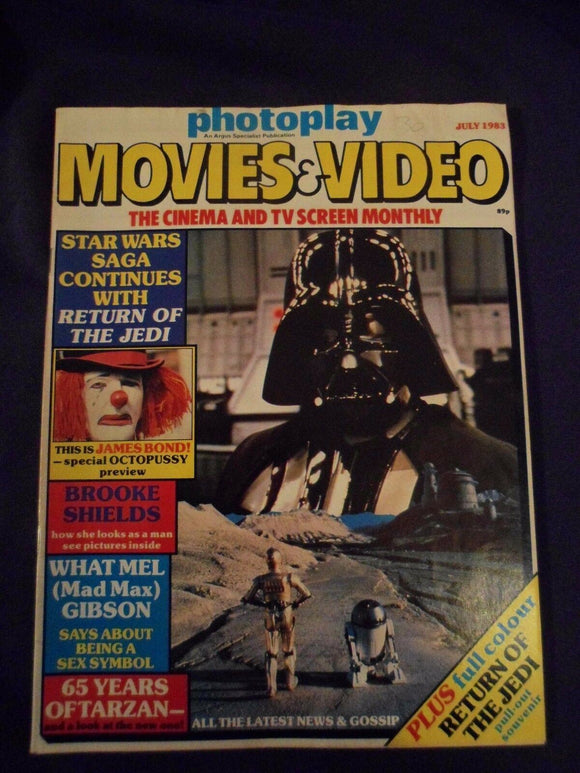 photoplay
An Argus Specialist Publication
JULY 1983
MOVIES & VIDEO
89p
THE CINEMA AND TV SCREEN MONTHLY
STAR WARS
SAGA
CONTINUES
WITH
RETURN OF
THE JEDI
THIS IS JAMES BOND!
– special OCTOPUSSY
preview
BROOKE
SHIELDS
how she looks as a man
see pictures inside
WHAT MEL
(Mad Max)
GIBSON
SAYS ABOUT
BEING A
SEX SYMBOL
65 YEARS
OF TARZAN—
and a look at the new one!
ALL THE LATEST NEWS & GOSSIP
PLUS full colour
RETURN OF
THE JEDI
pull-out
souvenir